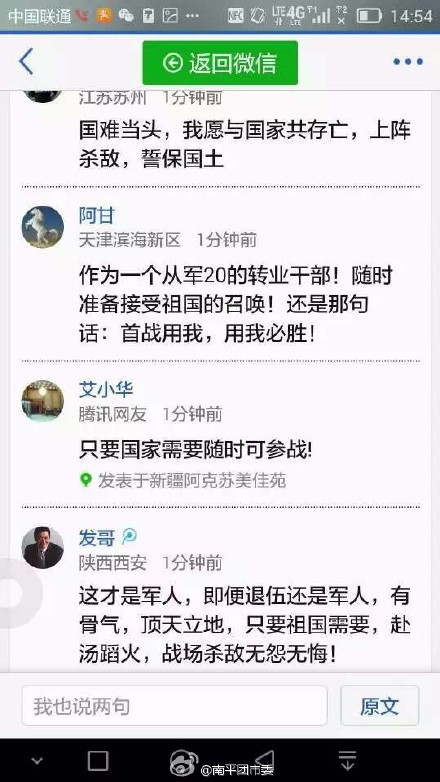 中国联通 14:54
返回微信
江苏苏州 1分钟前
国难当头，我愿与国家共存亡，上阵
杀敌，誓保国土
阿甘
天津滨海新区 1分钟前
作为一个从军20的转业干部！随时
准备接受祖国的召唤！还是那句
话：首战用我，用我必胜！
艾小华
腾讯网友 1分钟前
只要国家需要随时可参战!
发表于新疆阿克苏美佳苑
发哥
陕西西安 1分钟前
这才是军人，即便退伍还是军人，有
骨气，顶天立地，只要祖国需要，赴
汤蹈火，战场杀敌无怨无悔！
我也说两句 原文
@南平团市委